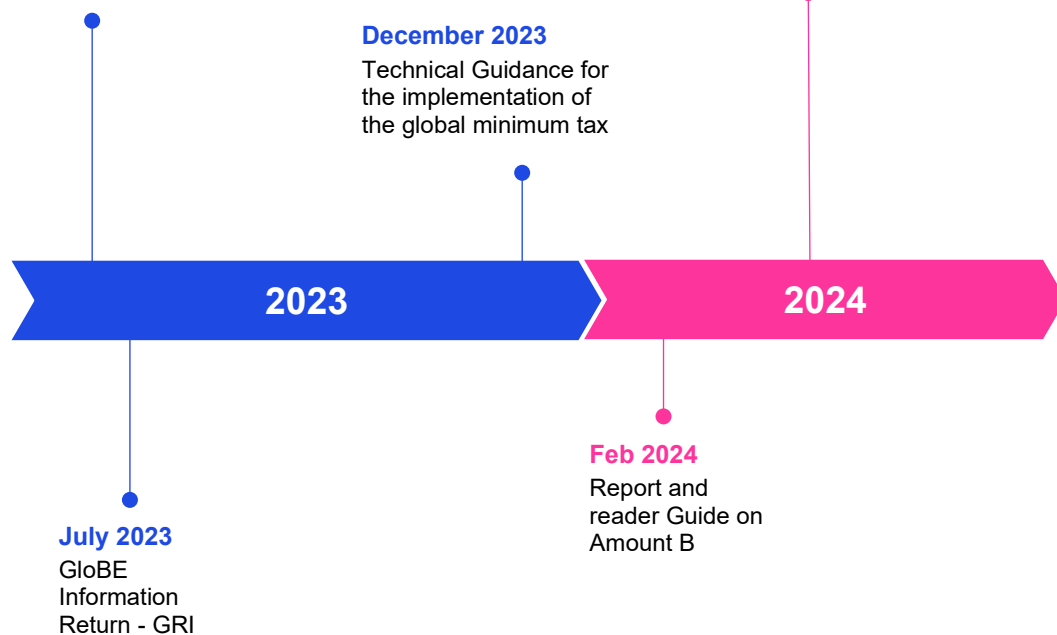 December 2023
Technical Guidance for
the implementation of
the global minimum tax
2023
2024
July 2023
GloBE
Information
Return - GRI
Feb 2024
Report and
reader Guide on
Amount B